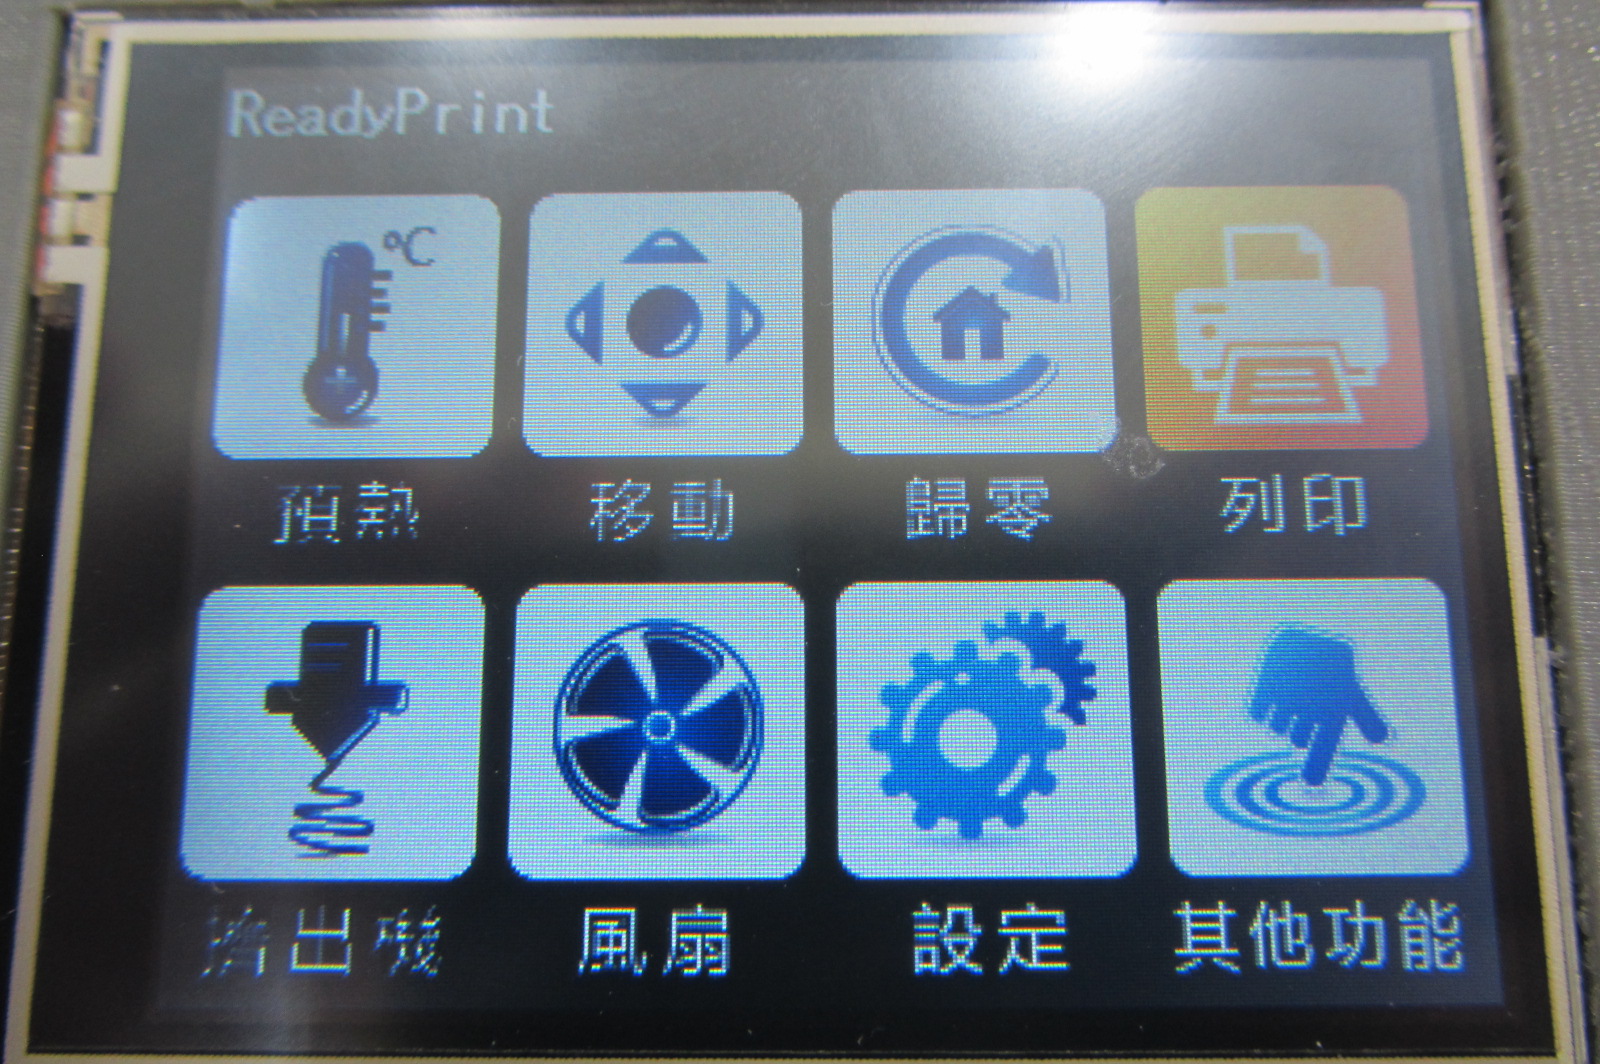 ReadyPrint
℃
預熱 移動 歸零 列印
擠出機 風扇 設定 其他功能